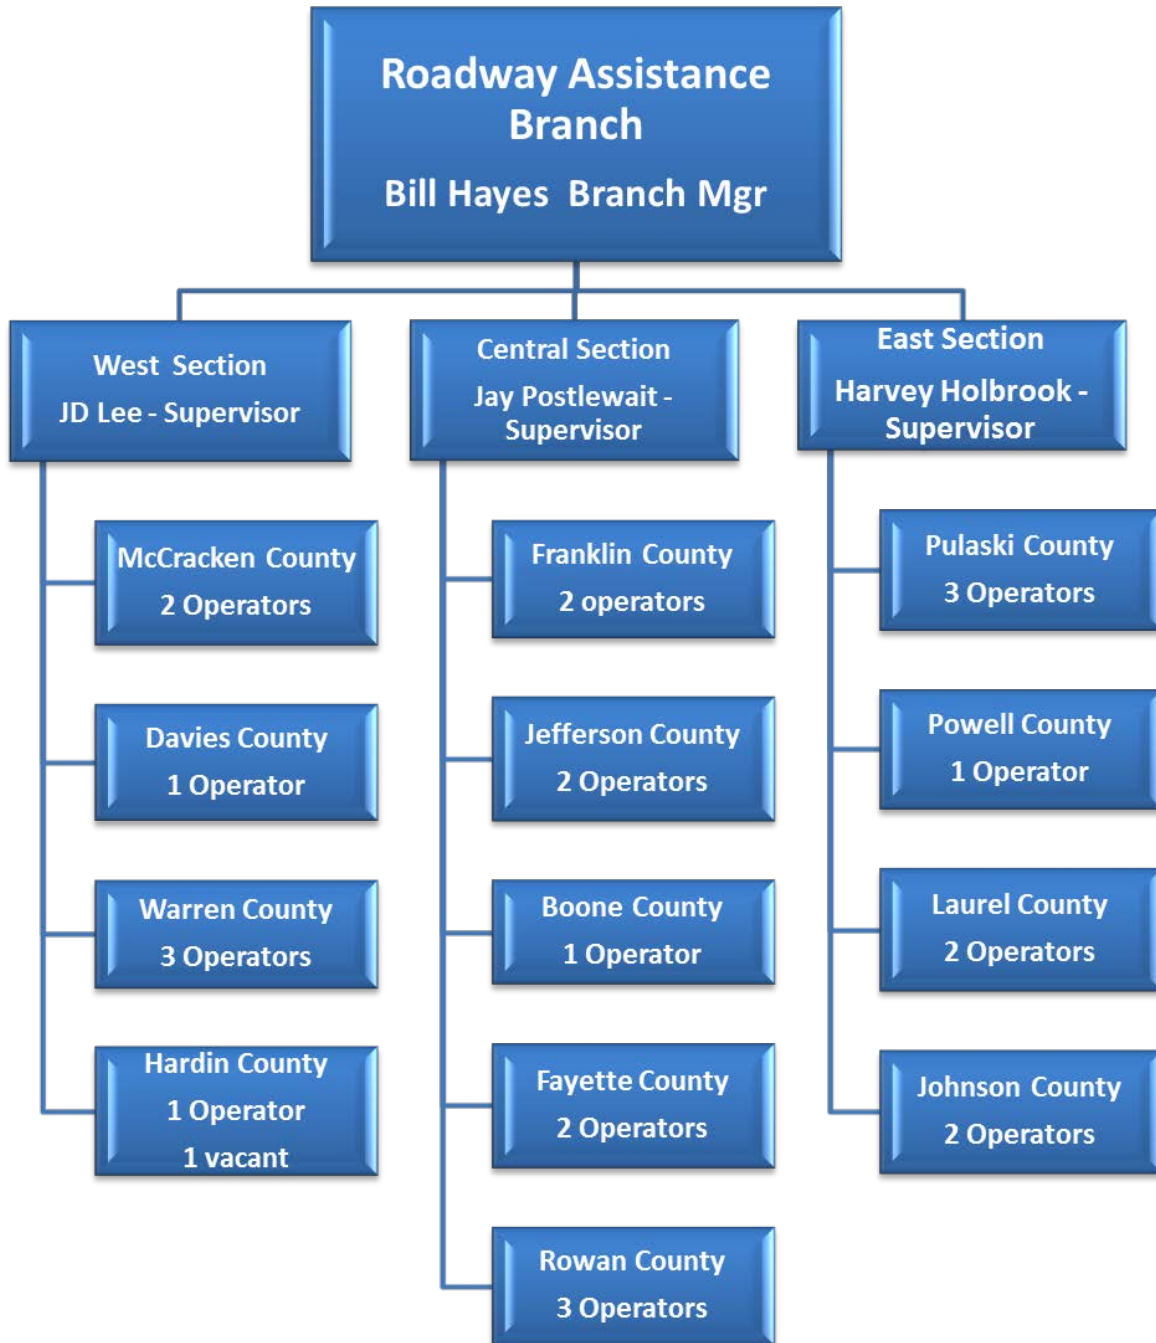 Roadway Assistance
Branch
Bill Hayes  Branch Mgr
West  Section
JD Lee - Supervisor
Central Section
Jay Postlewait -
Supervisor
East Section
Harvey Holbrook -
Supervisor
McCracken County
2 Operators
Davies County
1 Operator
Warren County
3 Operators
Hardin County
1 Operator
1 vacant
Franklin County
2 operators
Jefferson County
2 Operators
Boone County
1 Operator
Fayette County
2 Operators
Rowan County
3 Operators
Pulaski County
3 Operators
Powell County
1 Operator
Laurel County
2 Operators
Johnson County
2 Operators